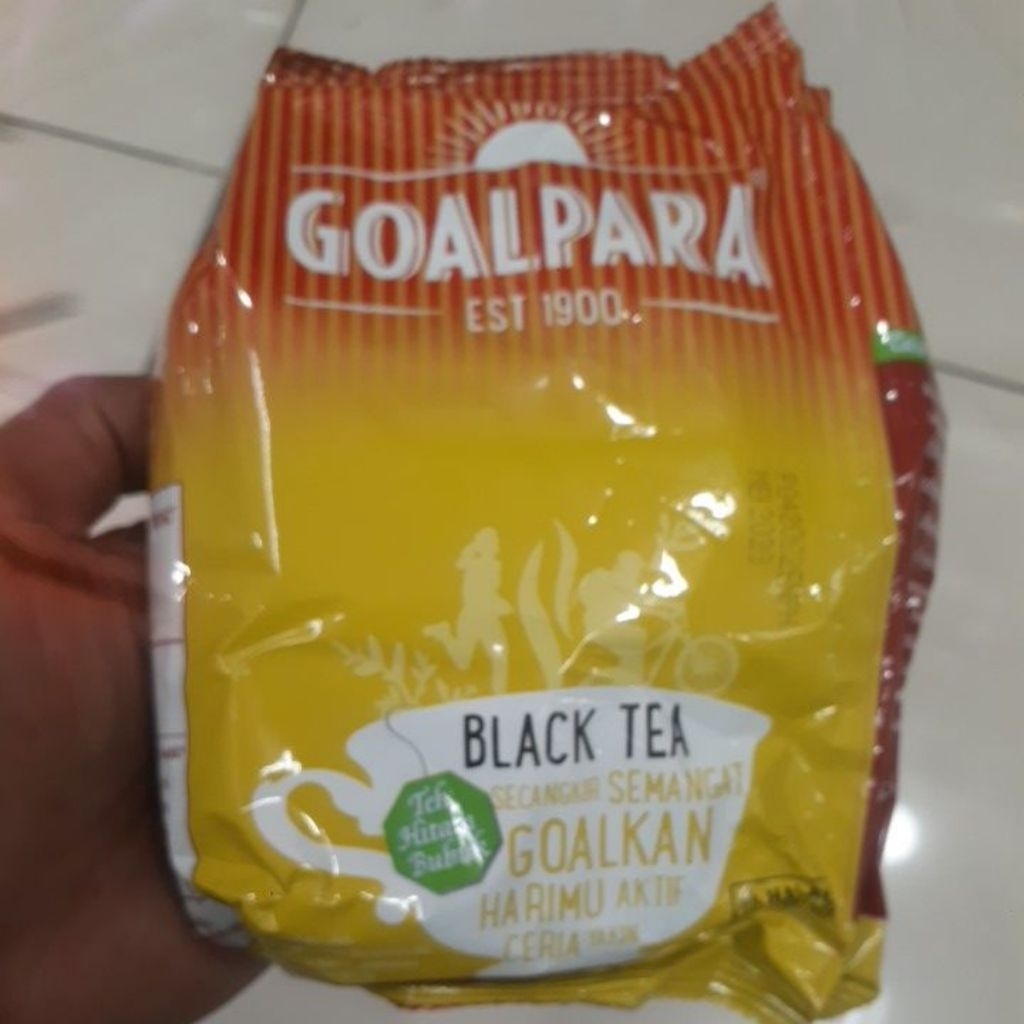 GOALPARA
EST 1900
BLACK TEA
SECANGKIR SEMANGAT
GOALKAN
HARIMU AKTIF
CERIA
Teh
Hitam
Bubuk